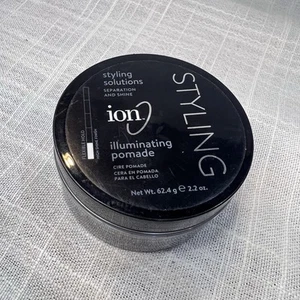 styling
solutions
SEPARATION
AND SHINE
STYLING
ion
illuminating
pomade
CIRE POMADE
CERA EN POMADA
PARA EL CABELLO
Net Wt. 62.4 g e 2.2 oz.